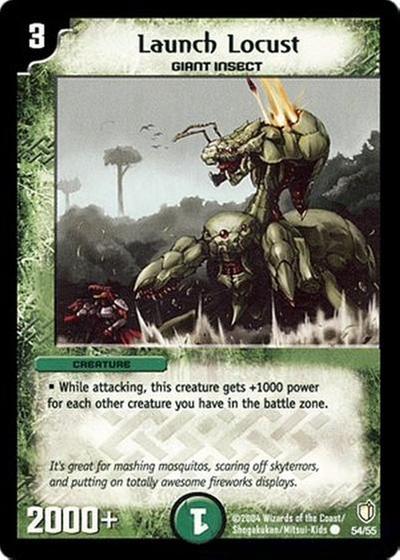 3
Launch Locust
GIANT INSECT
CREATURE
▪ While attacking, this creature gets +1000 power
for each other creature you have in the battle zone.
It's great for mashing mosquitos, scaring off skyterrors,
and putting on totally awesome fireworks displays.
2000+
1
©2004 Wizards of the Coast/
Shogakukan/Mitsui-Kids
54/55